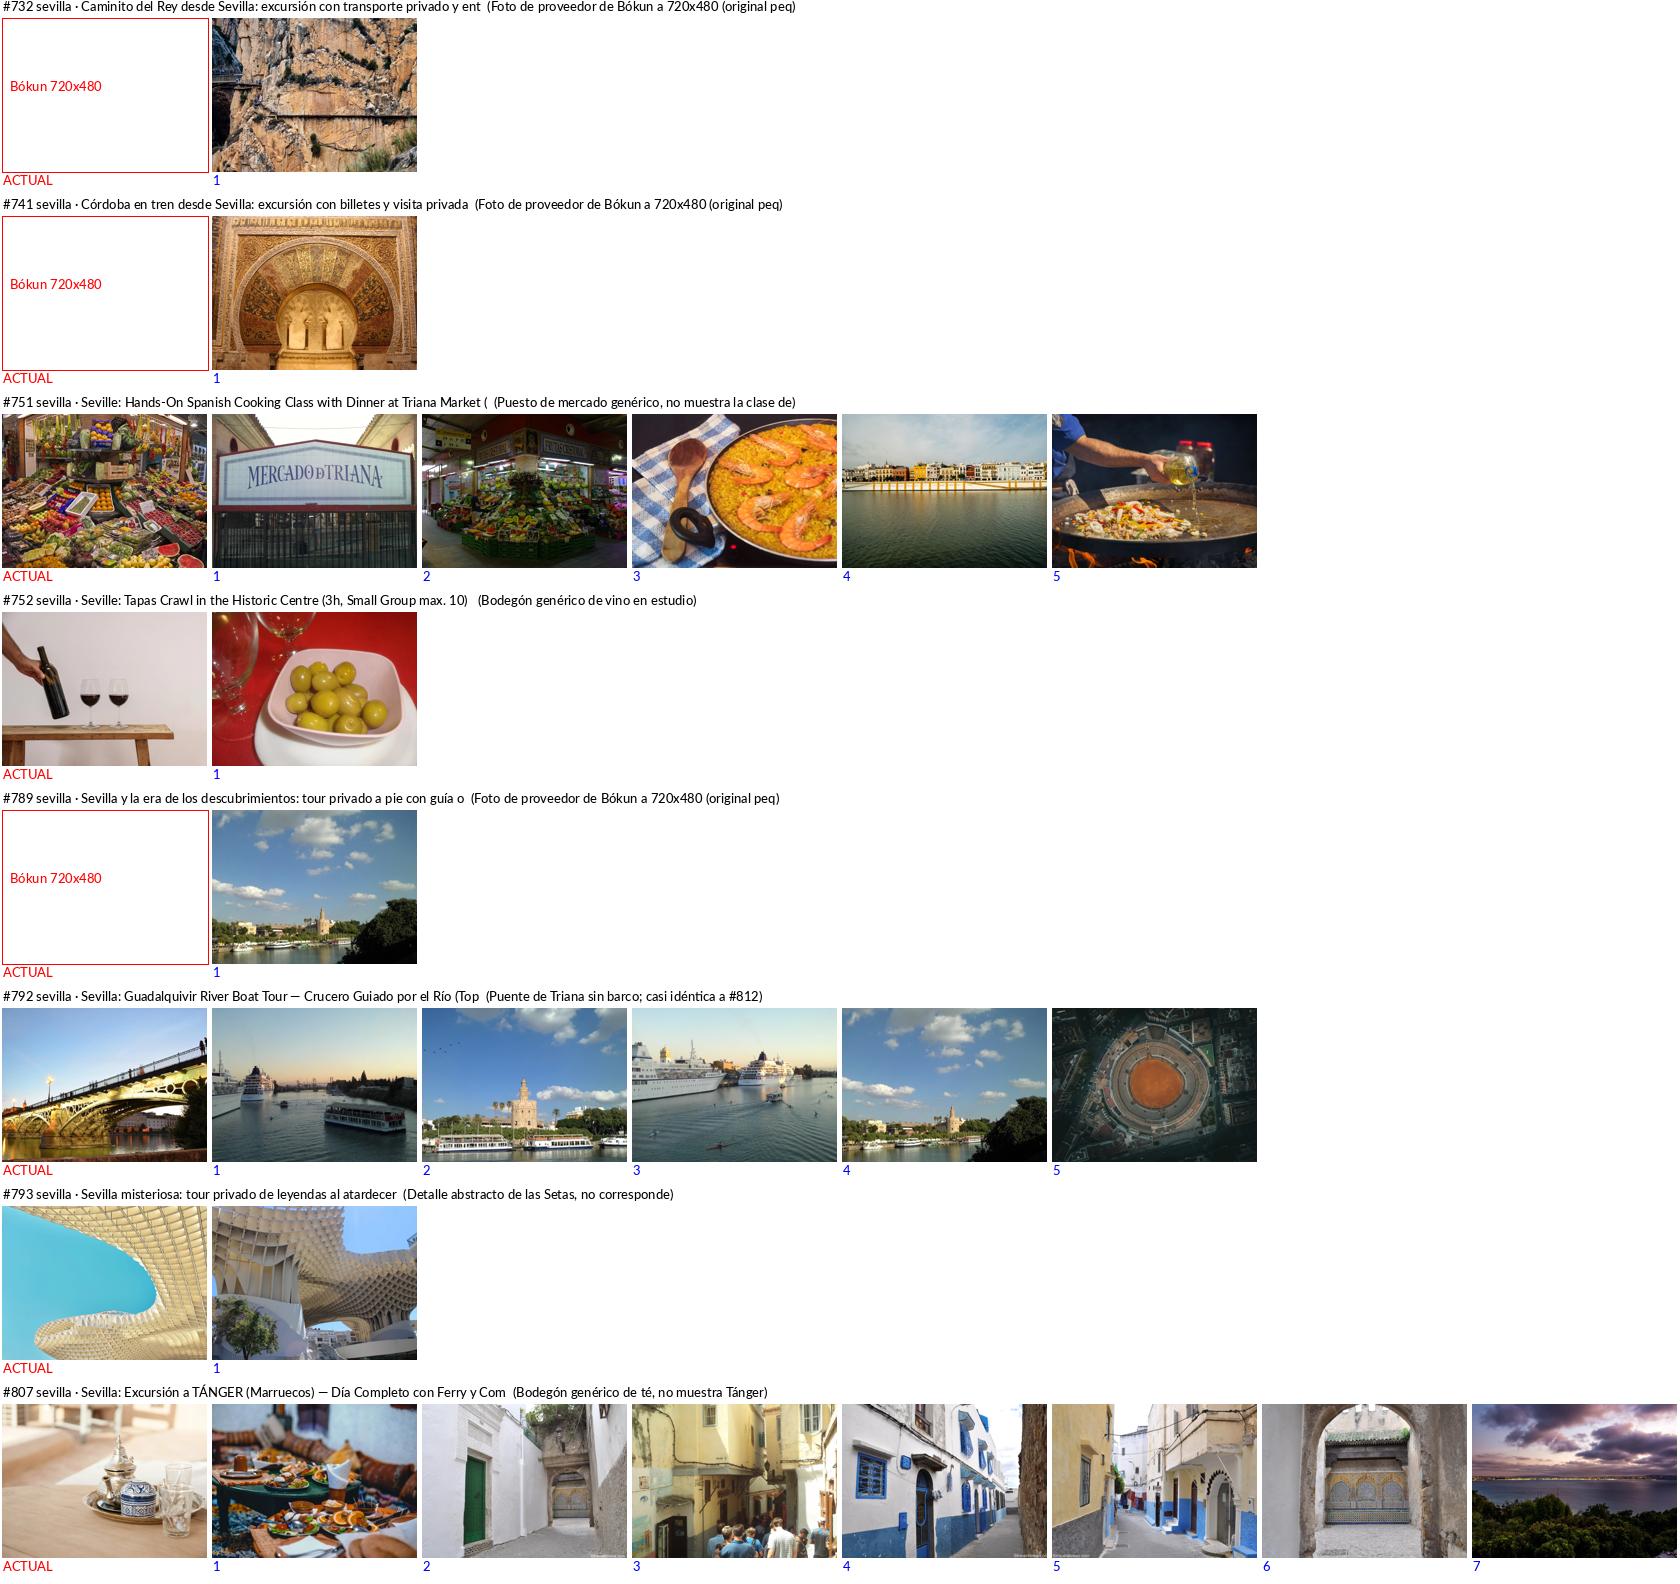 #732 sevilla · Caminito del Rey desde Sevilla: excursión con transporte privado y ent (Foto de proveedor de Bókun a 720x480 (original peq)
Bókun 720x480
ACTUAL 1
#741 sevilla · Córdoba en tren desde Sevilla: excursión con billetes y visita privada (Foto de proveedor de Bókun a 720x480 (original peq)
Bókun 720x480
ACTUAL 1
#751 sevilla · Seville: Hands-On Spanish Cooking Class with Dinner at Triana Market ( (Puesto de mercado genérico, no muestra la clase de)
MERCADO D TRIANA
ACTUAL 1 2 3 4 5
#752 sevilla · Seville: Tapas Crawl in the Historic Centre (3h, Small Group max. 10) (Bodegón genérico de vino en estudio)
ACTUAL 1
#789 sevilla · Sevilla y la era de los descubrimientos: tour privado a pie con guía o (Foto de proveedor de Bókun a 720x480 (original peq)
Bókun 720x480
ACTUAL 1
#792 sevilla · Sevilla: Guadalquivir River Boat Tour — Crucero Guiado por el Río (Top (Puente de Triana sin barco; casi idéntica a #812)
ACTUAL 1 2 3 4 5
#793 sevilla · Sevilla misteriosa: tour privado de leyendas al atardecer (Detalle abstracto de las Setas, no corresponde)
ACTUAL 1
#807 sevilla · Sevilla: Excursión a TÁNGER (Marruecos) — Día Completo con Ferry y Com (Bodegón genérico de té, no muestra Tánger)
ACTUAL 1 2 3 4 5 6 7